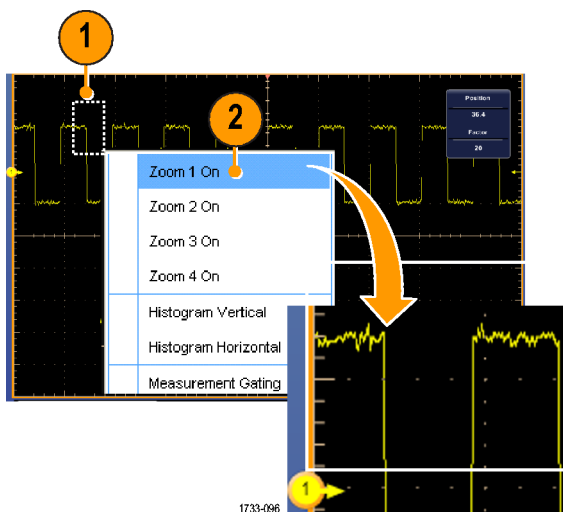 1
2
Position
36.4
Factor
20
Zoom 1 On
Zoom 2 On
Zoom 3 On
Zoom 4 On
Histogram Vertical
Histogram Horizontal
Measurement Gating
1
1733-096